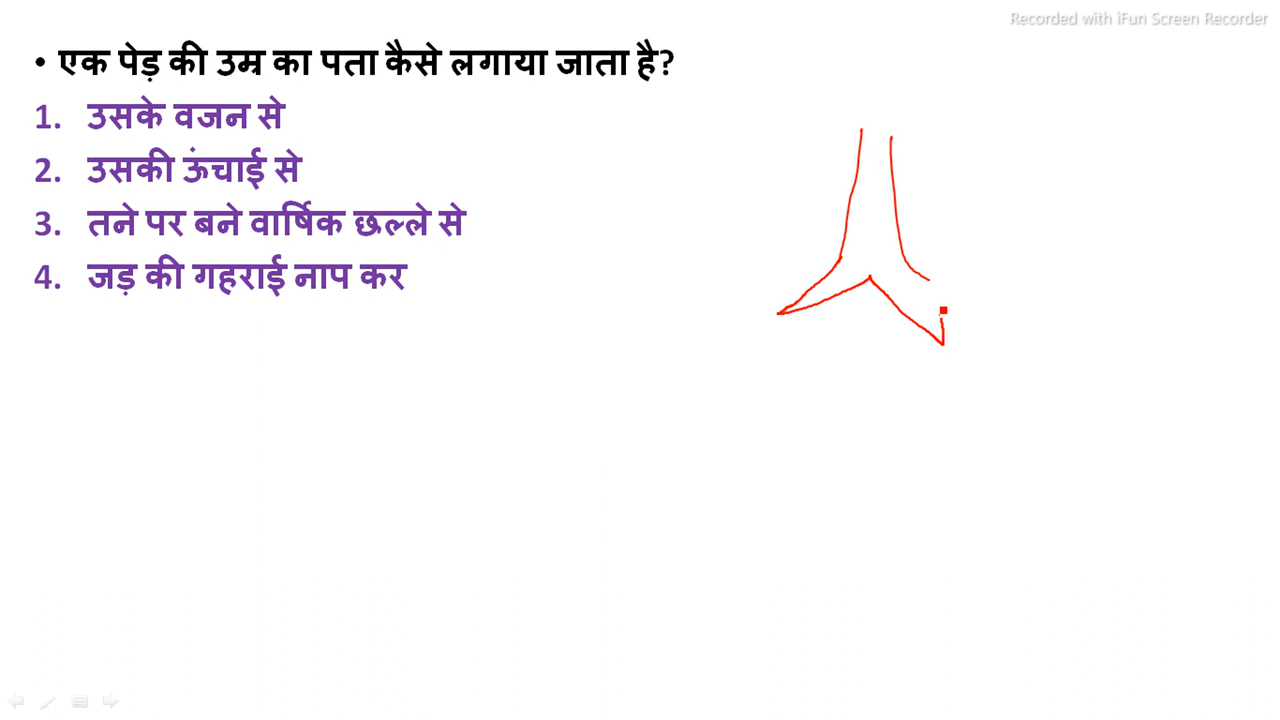 Recorded with iFun Screen Recorder
• एक पेड़ की उम्र का पता कैसे लगाया जाता है?
1. उसके वजन से
2. उसकी ऊंचाई से
3. तने पर बने वार्षिक छल्ले से
4. जड़ की गहराई नाप कर